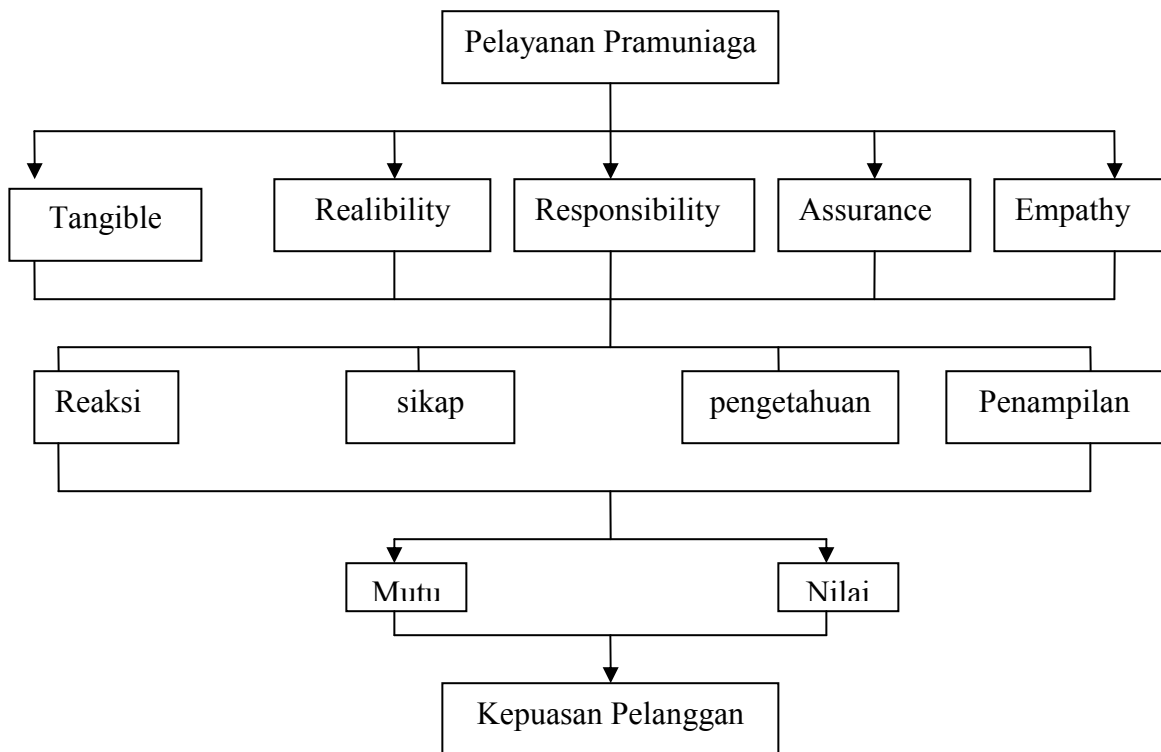 Pelayanan Pramuniaga
Tangible
Realibility
Responsibility
Assurance
Empathy
Reaksi
sikap
pengetahuan
Penampilan
Mutu
Nilai
Kepuasan Pelanggan